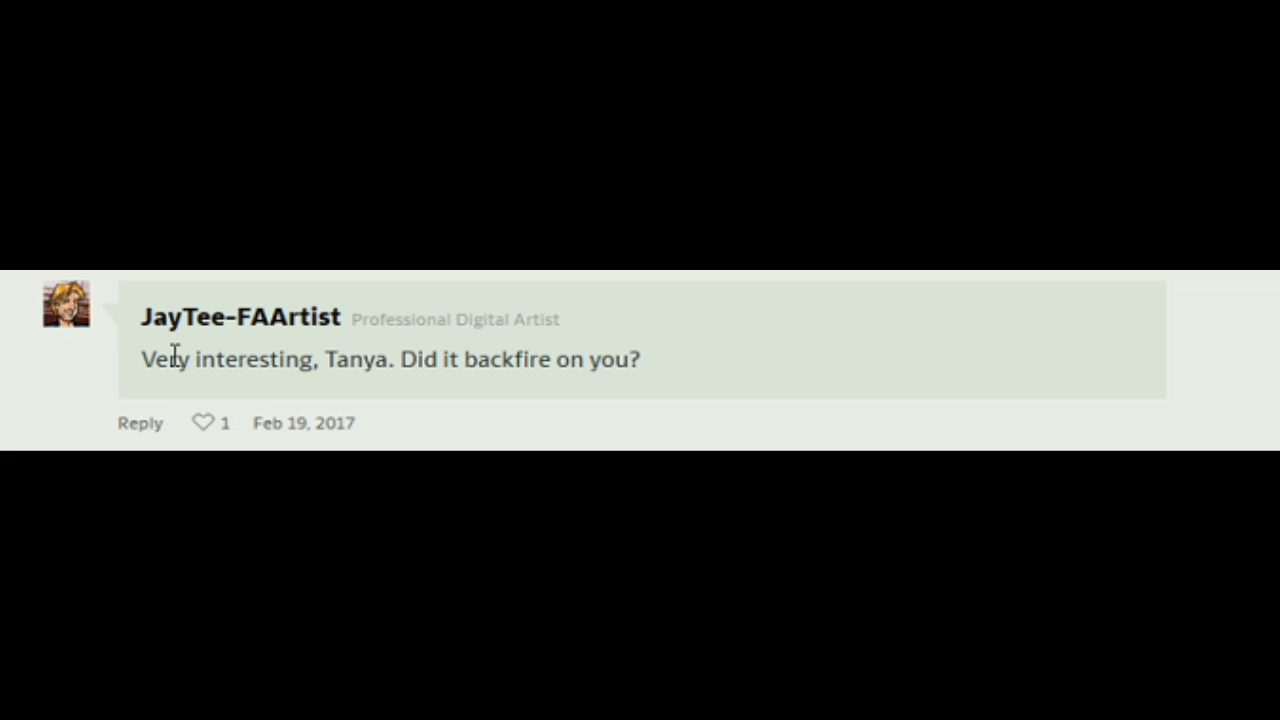 JayTee-FAArtist Professional Digital Artist
Very interesting, Tanya. Did it backfire on you?
Reply 1 Feb 19, 2017